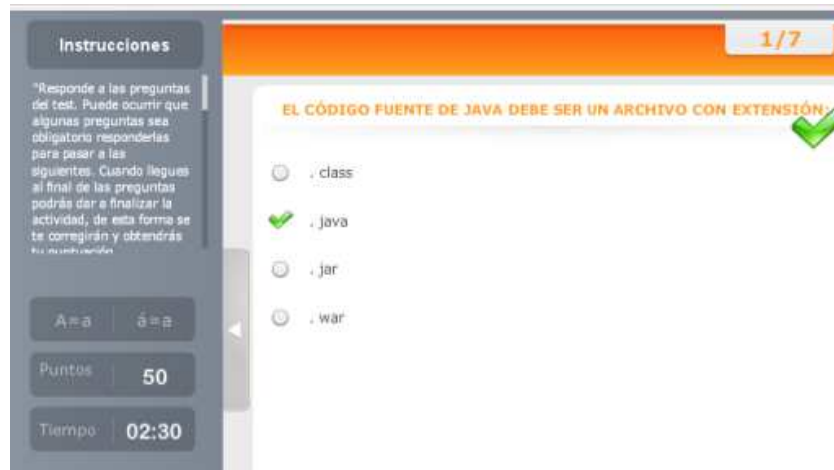 Instrucciones
"Responde a las preguntas
del test. Puede ocurrir que
algunas preguntas sea
obligatorio responderlas
para pasar a las
siguientes. Cuando llegues
al final de las preguntas
podrás dar a finalizar la
actividad, de esta forma se
te corregirán y obtendrás
tu puntuación
A=a á=a
Puntos 50
Tiempo 02:30
1/7
EL CÓDIGO FUENTE DE JAVA DEBE SER UN ARCHIVO CON EXTENSIÓN
. class
. java
. jar
. war